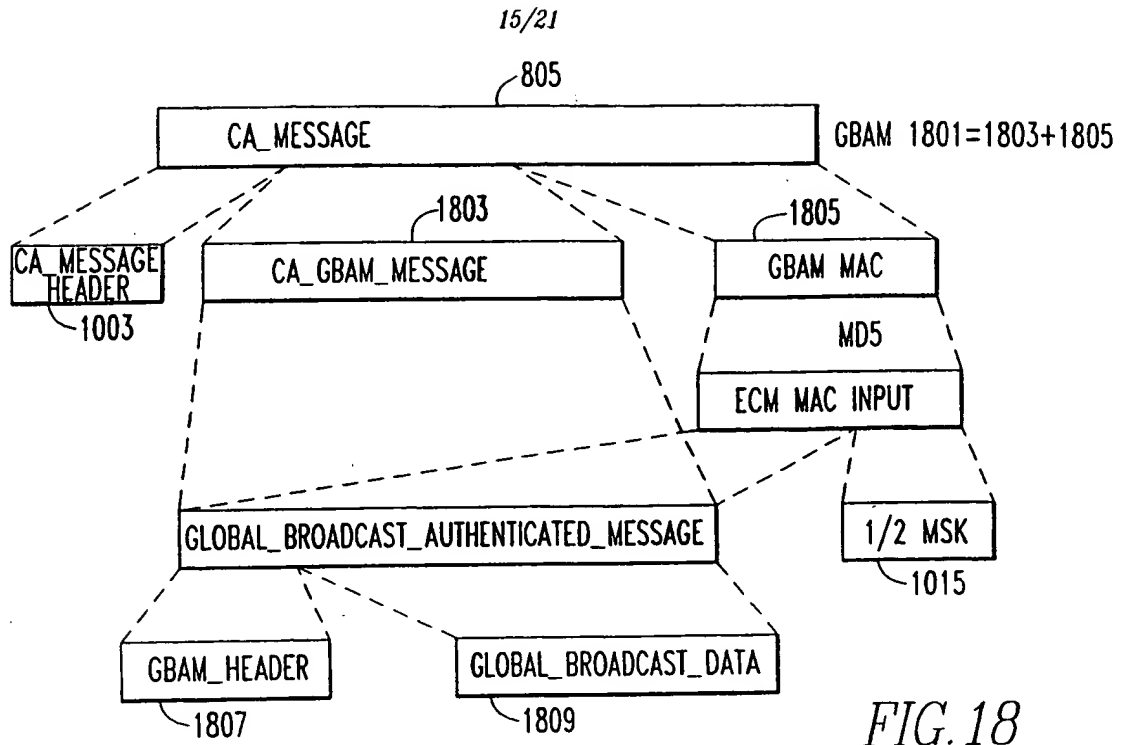 15/21
805
CA_MESSAGE
GBAM 1801=1803+1805
1803
1805
CA_MESSAGE
HEADER
CA_GBAM_MESSAGE
GBAM MAC
1003
MD5
ECM MAC INPUT
GLOBAL_BROADCAST_AUTHENTICATED_MESSAGE
1/2 MSK
1015
GBAM_HEADER
GLOBAL_BROADCAST_DATA
1807
1809
FIG. 18